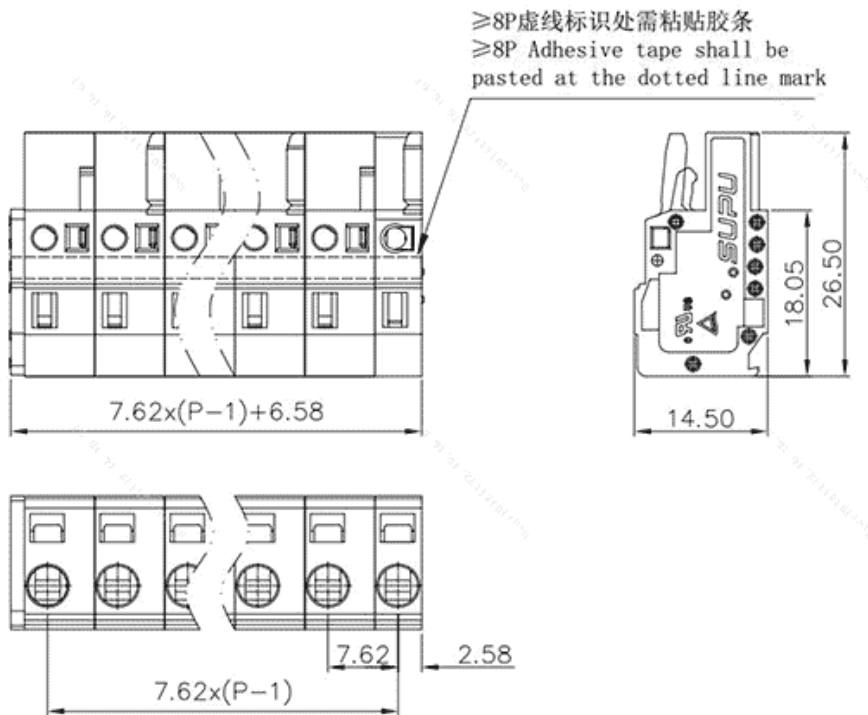 ≥8P虚线标识处需粘贴胶条
≥8P Adhesive tape shall be
pasted at the dotted line mark
SUPU
18.05
26.50
7.62x(P-1)+6.58
14.50
7.62
2.58
7.62x(P-1)